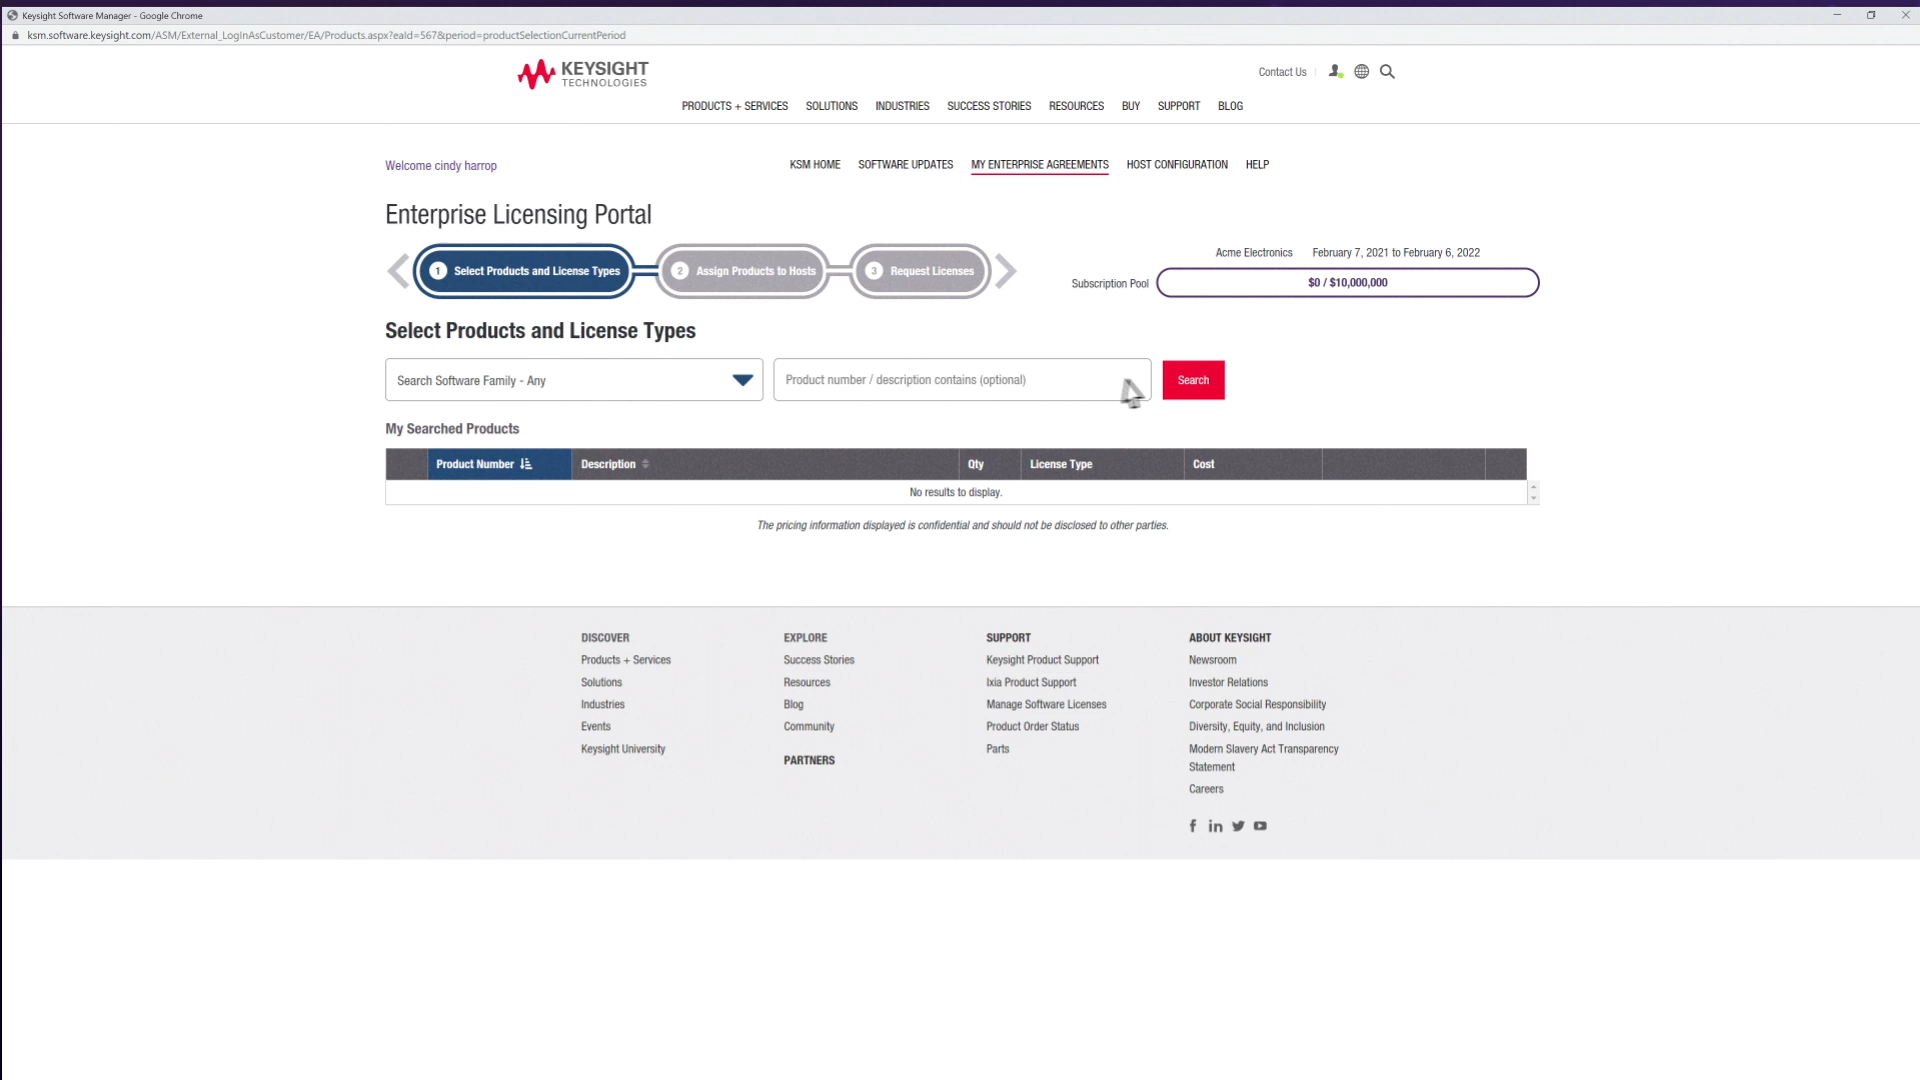 Keysight Software Manager - Google Chrome
ksm.software.keysight.com/ASM/External_LogInAsCustomer/EA/Products.aspx?eaId=567&period=productSelectionCurrentPeriod
KEYSIGHT
TECHNOLOGIES
Contact Us
PRODUCTS + SERVICES SOLUTIONS INDUSTRIES SUCCESS STORIES RESOURCES BUY SUPPORT BLOG
Welcome cindy harrop
KSM HOME SOFTWARE UPDATES MY ENTERPRISE AGREEMENTS HOST CONFIGURATION HELP
Enterprise Licensing Portal
1 Select Products and License Types 2 Assign Products to Hosts 3 Request Licenses
Acme Electronics February 7, 2021 to February 6, 2022
Subscription Pool $0 / $10,000,000
Select Products and License Types
Search Software Family - Any Product number / description contains (optional) Search
My Searched Products
Product Number Description Qty License Type Cost
No results to display.
The pricing information displayed is confidential and should not be disclosed to other parties.
DISCOVER
Products + Services
Solutions
Industries
Events
Keysight University
EXPLORE
Success Stories
Resources
Blog
Community
PARTNERS
SUPPORT
Keysight Product Support
Ixia Product Support
Manage Software Licenses
Product Order Status
Parts
ABOUT KEYSIGHT
Newsroom
Investor Relations
Corporate Social Responsibility
Diversity, Equity, and Inclusion
Modern Slavery Act Transparency
Statement
Careers